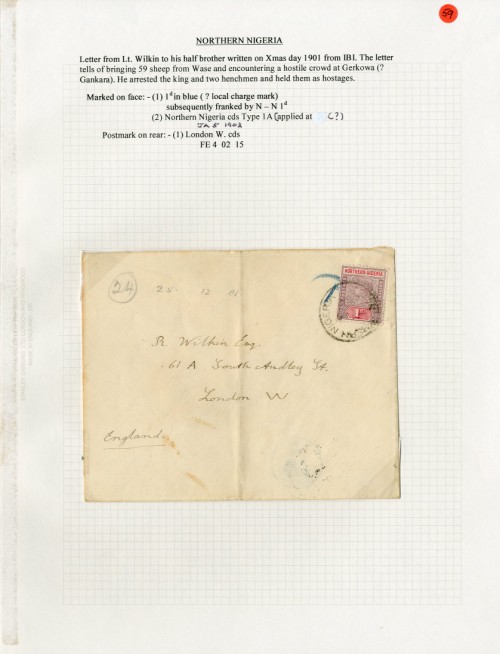 59
NORTHERN NIGERIA
Letter from Lt. Wilkin to his half brother written on Xmas day 1901 from IBI. The letter
tells of bringing 59 sheep from Wase and encountering a hostile crowd at Gerkowa (?
Gankara). He arrested the king and two henchmen and held them as hostages.
Marked on face: - (1) 1d in blue ( ? local charge mark)
subsequently franked by N – N 1d
(2) Northern Nigeria cds Type 1A (applied at ?)
JA 8 1902
Postmark on rear: - (1) London W. cds
FE 4 02 15
24
25 12 01
NORTHERN NIGERIA
R. Wilkin Esq.
61 A South Audley St.
London W
England